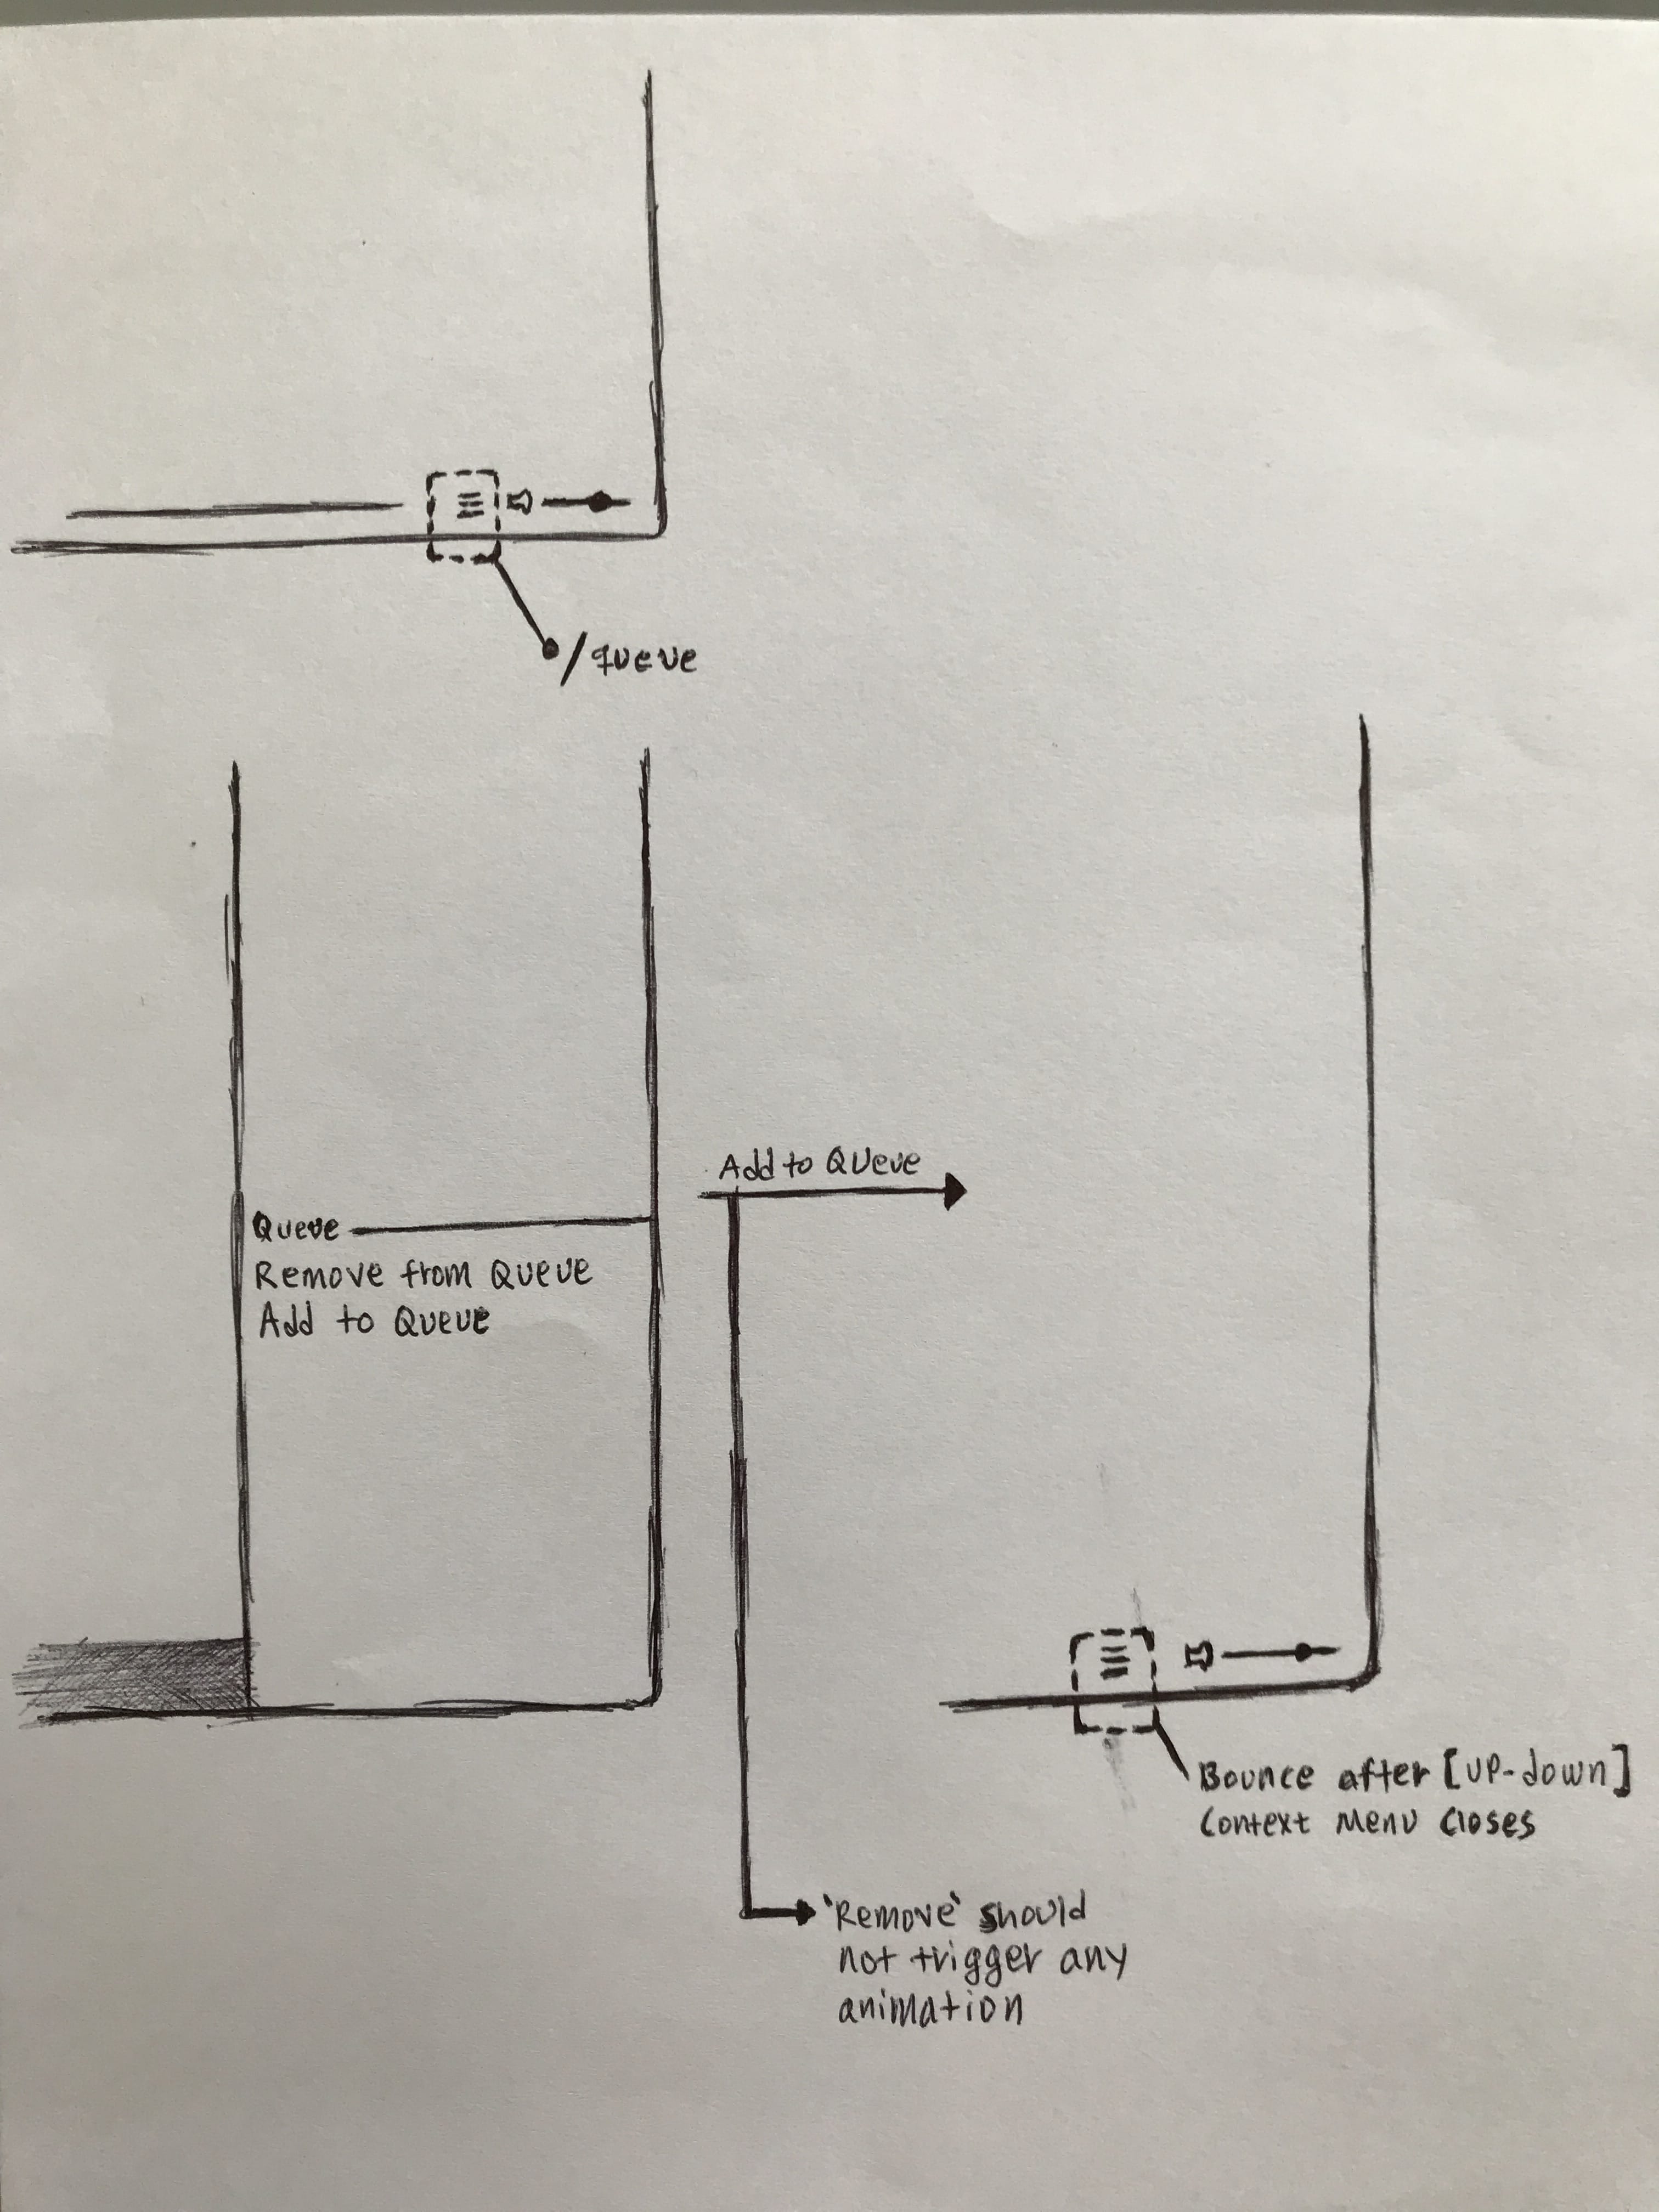 /queue
Add to Queue
Queue
Remove from Queue
Add to Queue
Bounce after [up-down]
Context Menu Closes
'Remove' should
not trigger any
animation